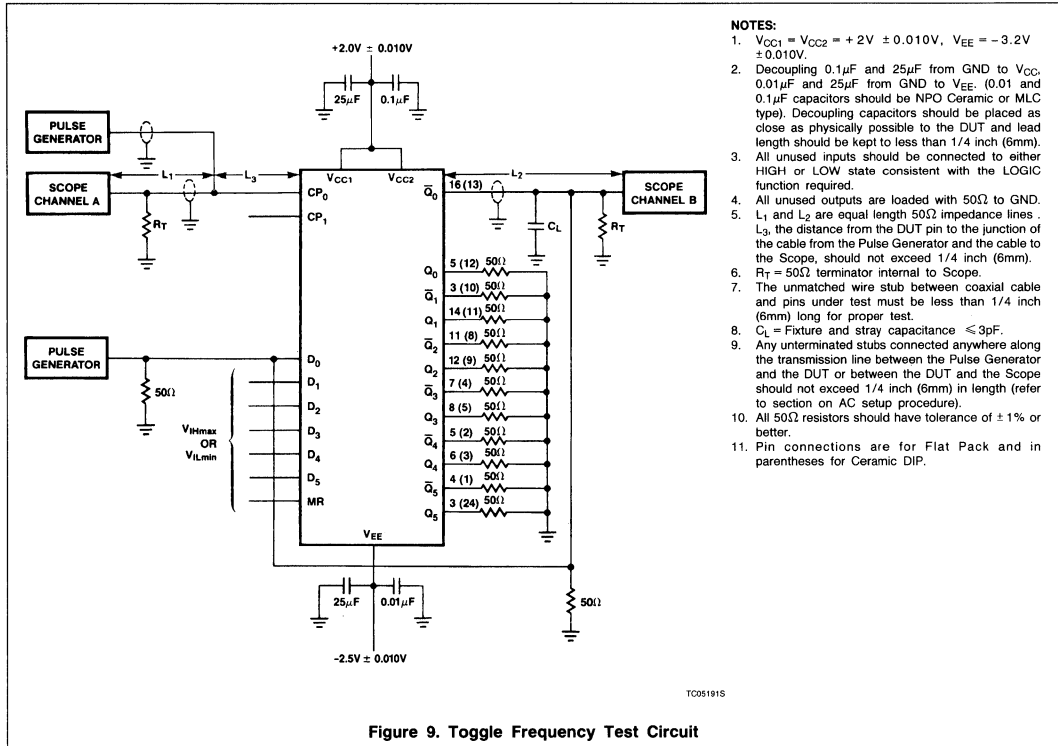 +2.0V ± 0.010V
25μF
0.1μF
PULSE
GENERATOR
L₁
L₃
SCOPE
CHANNEL A
R_T
V_CC1
V_CC2
CP₀
CP₁
Q̅₀
16 (13)
L₂
SCOPE
CHANNEL B
C_L
R_T
Q₀ 5 (12) 50Ω
Q̅₁ 3 (10) 50Ω
Q₁ 14 (11) 50Ω
Q̅₂ 11 (8) 50Ω
Q₂ 12 (9) 50Ω
Q̅₃ 7 (4) 50Ω
Q₃ 8 (5) 50Ω
Q̅₄ 5 (2) 50Ω
Q₄ 6 (3) 50Ω
Q̅₅ 4 (1) 50Ω
Q₅ 3 (24) 50Ω
PULSE
GENERATOR
50Ω
D₀
D₁
D₂
D₃
D₄
D₅
MR
V_IHmax
OR
V_ILmin
V_EE
25μF
0.01μF
50Ω
-2.5V ± 0.010V
TC05191S
NOTES:
1. V_CC1 = V_CC2 = + 2V ±0.010V, V_EE = -3.2V
±0.010V.
2. Decoupling 0.1μF and 25μF from GND to V_CC,
0.01μF and 25μF from GND to V_EE. (0.01 and
0.1μF capacitors should be NPO Ceramic or MLC
type). Decoupling capacitors should be placed as
close as physically possible to the DUT and lead
length should be kept to less than 1/4 inch (6mm).
3. All unused inputs should be connected to either
HIGH or LOW state consistent with the LOGIC
function required.
4. All unused outputs are loaded with 50Ω to GND.
5. L₁ and L₂ are equal length 50Ω impedance lines .
L₃, the distance from the DUT pin to the junction of
the cable from the Pulse Generator and the cable to
the Scope, should not exceed 1/4 inch (6mm).
6. R_T = 50Ω terminator internal to Scope.
7. The unmatched wire stub between coaxial cable
and pins under test must be less than 1/4 inch
(6mm) long for proper test.
8. C_L = Fixture and stray capacitance ≤ 3pF.
9. Any unterminated stubs connected anywhere along
the transmission line between the Pulse Generator
and the DUT or between the DUT and the Scope
should not exceed 1/4 inch (6mm) in length (refer
to section on AC setup procedure).
10. All 50Ω resistors should have tolerance of ±1% or
better.
11. Pin connections are for Flat Pack and in
parentheses for Ceramic DIP.
Figure 9. Toggle Frequency Test Circuit